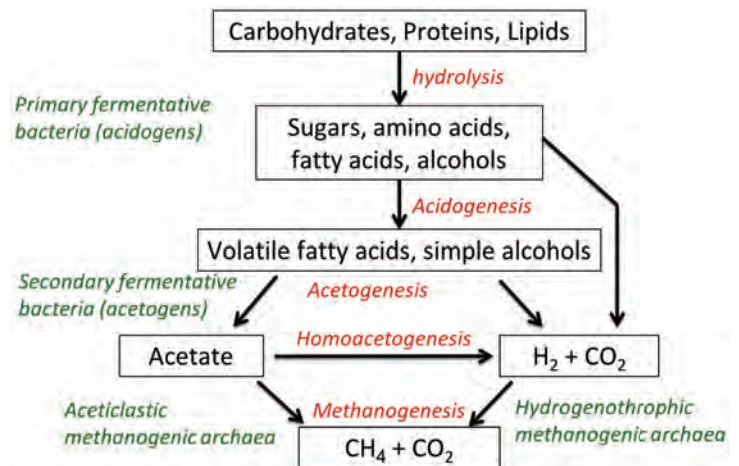 Carbohydrates, Proteins, Lipids
hydrolysis
Primary fermentative
bacteria (acidogens)
Sugars, amino acids,
fatty acids, alcohols
Acidogenesis
Volatile fatty acids, simple alcohols
Secondary fermentative
bacteria (acetogens)
Acetogenesis
Homoacetogenesis
Acetate
H₂ + CO₂
Aceticlastic
methanogenic archaea
Methanogenesis
Hydrogenothrophic
methanogenic archaea
CH₄ + CO₂